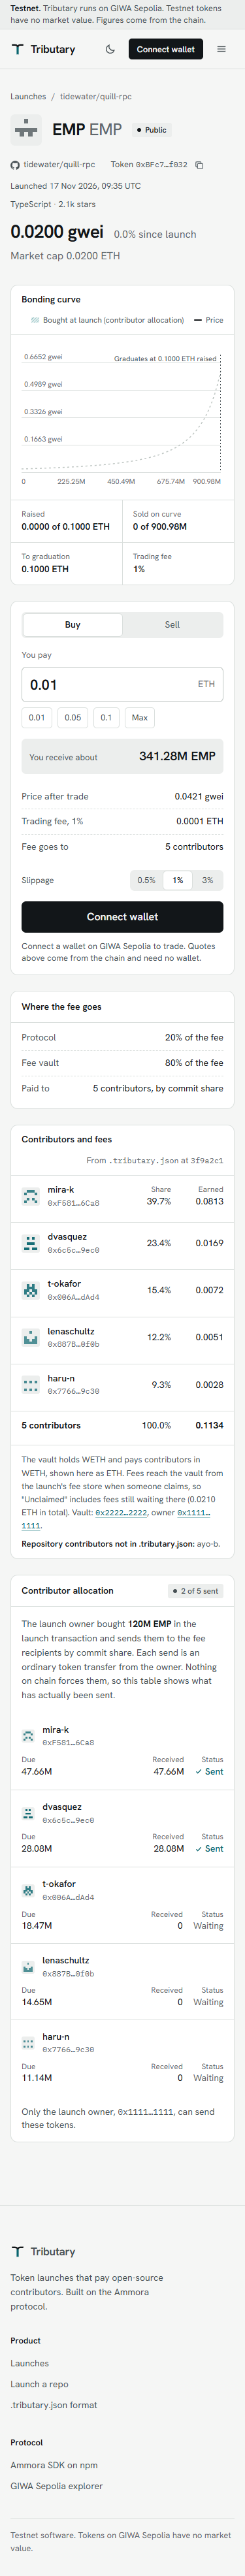 Testnet. Tributary runs on GIWA Sepolia. Testnet tokens
have no market value. Figures come from the chain.
Tributary
Connect wallet
Launches / tidewater/quill-rpc
EMP EMP
Public
tidewater/quill-rpc
Token 0xBFc7…f032
Launched 17 Nov 2026, 09:35 UTC
TypeScript · 2.1k stars
0.0200 gwei 0.0% since launch
Market cap 0.0200 ETH
Bonding curve
Bought at launch (contributor allocation)
Price
0.6652 gwei
Graduates at 0.1000 ETH raised
0.4989 gwei
0.3326 gwei
0.1663 gwei
0 225.25M 450.49M 675.74M 900.98M
Raised
0.0000 of 0.1000 ETH
Sold on curve
0 of 900.98M
To graduation
0.1000 ETH
Trading fee
1%
Buy
Sell
You pay
0.01
ETH
0.01 0.05 0.1 Max
You receive about 341.28M EMP
Price after trade 0.0421 gwei
Trading fee, 1% 0.0001 ETH
Fee goes to 5 contributors
Slippage 0.5% 1% 3%
Connect wallet
Connect a wallet on GIWA Sepolia to trade. Quotes
above come from the chain and need no wallet.
Where the fee goes
Protocol 20% of the fee
Fee vault 80% of the fee
Paid to 5 contributors, by commit share
Contributors and fees
From .tributary.json at 3f9a2c1
mira-k
0xF581…6Ca8
Share
39.7%
Earned
0.0813
dvasquez
0x6c5c…9ec0
23.4% 0.0169
t-okafor
0x006A…dAd4
15.4% 0.0072
lenaschultz
0x887B…0f0b
12.2% 0.0051
haru-n
0x7766…9c30
9.3% 0.0028
5 contributors 100.0% 0.1134
The vault holds WETH and pays contributors in
WETH, shown here as ETH. Fees reach the vault from
the launch's fee store when someone claims, so
"Unclaimed" includes fees still waiting there (0.0210
ETH in total). Vault: 0x2222…2222, owner 0x1111…
1111.
Repository contributors not in .tributary.json: ayo-b.
Contributor allocation
2 of 5 sent
The launch owner bought 120M EMP in the
launch transaction and sends them to the fee
recipients by commit share. Each send is an
ordinary token transfer from the owner. Nothing
on chain forces them, so this table shows what
has actually been sent.
mira-k
0xF581…6Ca8
Due Received Status
47.66M 47.66M Sent
dvasquez
0x6c5c…9ec0
Due Received Status
28.08M 28.08M Sent
t-okafor
0x006A…dAd4
Due Received Status
18.47M 0 Waiting
lenaschultz
0x887B…0f0b
Due Received Status
14.65M 0 Waiting
haru-n
0x7766…9c30
Due Received Status
11.14M 0 Waiting
Only the launch owner, 0x1111…1111, can send
these tokens.
Tributary
Token launches that pay open-source
contributors. Built on the Ammora
protocol.
Product
Launches
Launch a repo
.tributary.json format
Protocol
Ammora SDK on npm
GIWA Sepolia explorer
Testnet software. Tokens on GIWA Sepolia have no market
value.